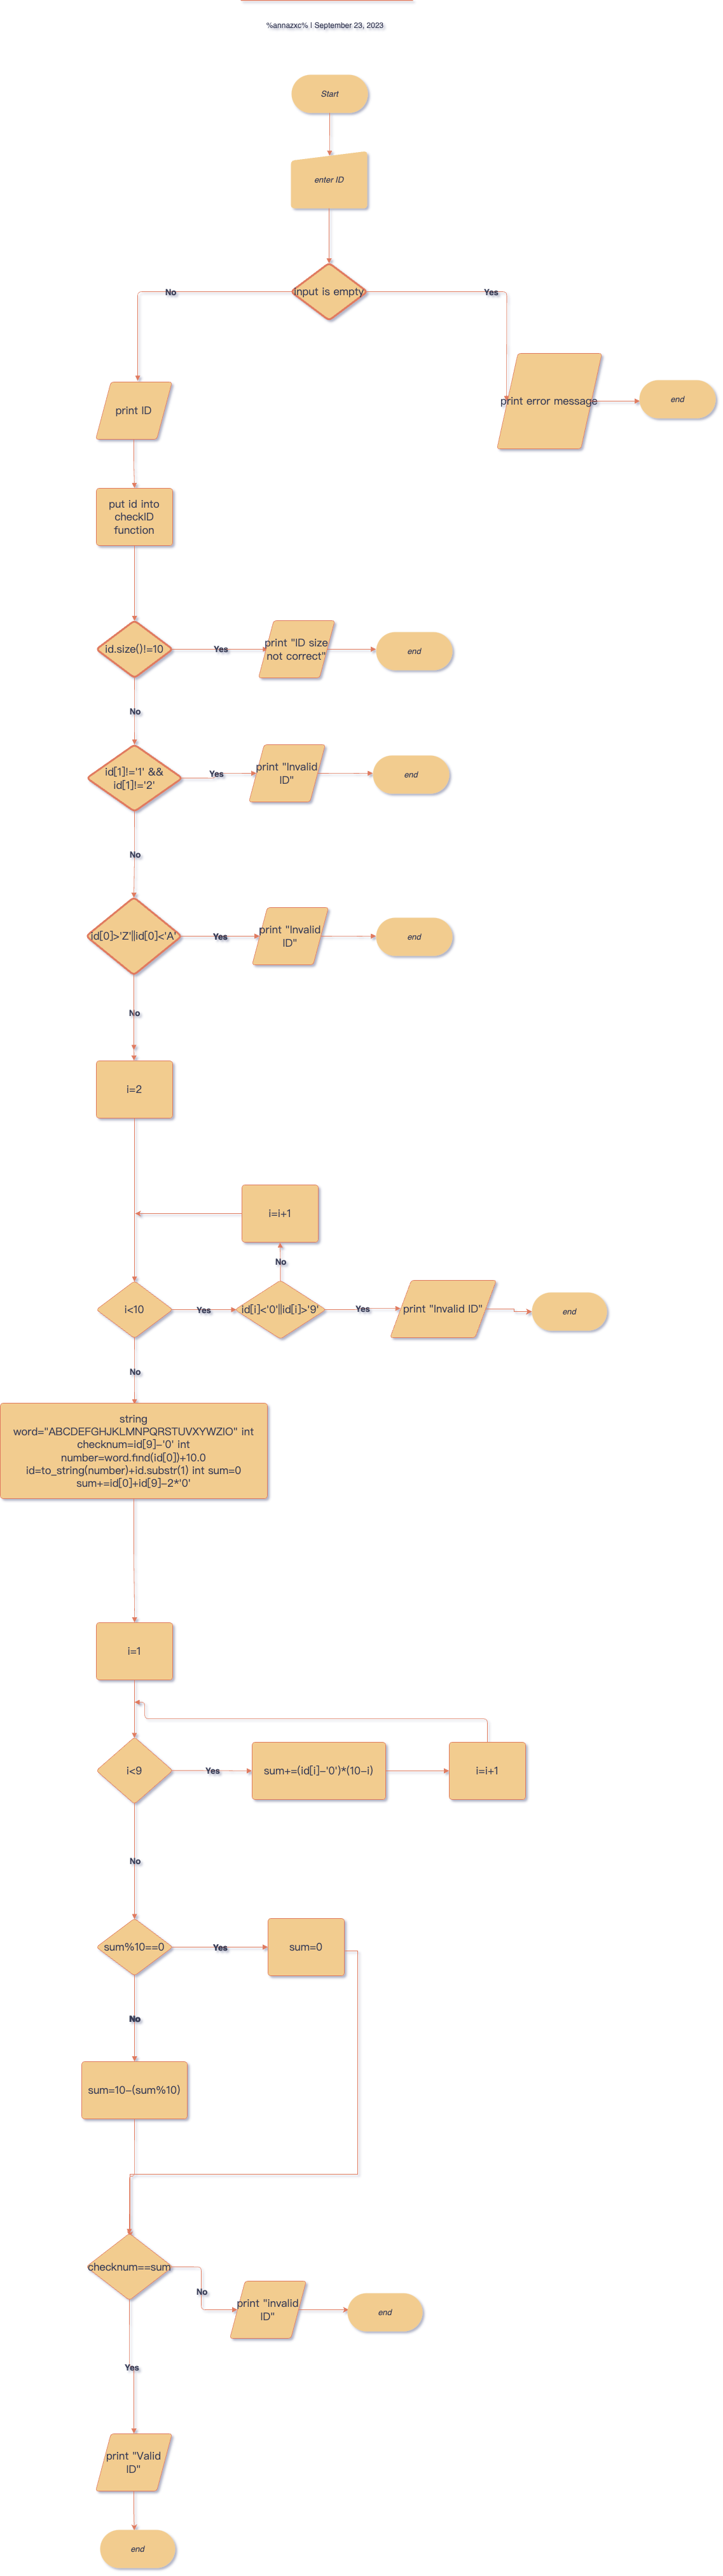 %annazxc% | September 23, 2023
Start
enter ID
input is empty
No
Yes
print ID
print error message
end
put id into
checkID
function
id.size()!=10
Yes
print "ID size
not correct"
end
No
id[1]!='1' &&
id[1]!='2'
Yes
print "Invalid
ID"
end
No
id[0]>'Z'||id[0]<'A'
Yes
print "Invalid
ID"
end
No
i=2
i=i+1
No
i<10
Yes
id[i]<'0'||id[i]>'9'
Yes
print "Invalid ID"
end
No
string
word="ABCDEFGHJKLMNPQRSTUVXYWZIO" int
checknum=id[9]-'0' int
number=word.find(id[0])+10.0
id=to_string(number)+id.substr(1) int sum=0
sum+=id[0]+id[9]-2*'0'
i=1
i<9
Yes
sum+=(id[i]-'0')*(10-i)
i=i+1
No
sum%10==0
Yes
sum=0
No
sum=10-(sum%10)
checknum==sum
No
print "invalid
ID"
end
Yes
print "Valid
ID"
end